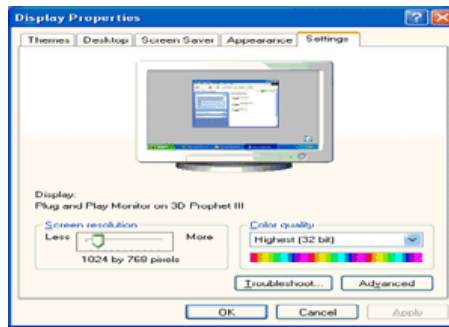 Display Properties
Themes Desktop Screen Saver Appearance Settings
Display:
Plug and Play Monitor on 3D Prophet III
Screen resolution
Less More
1024 by 768 pixels
Color quality
Highest (32 bit)
Troubleshoot... Advanced
OK Cancel Apply